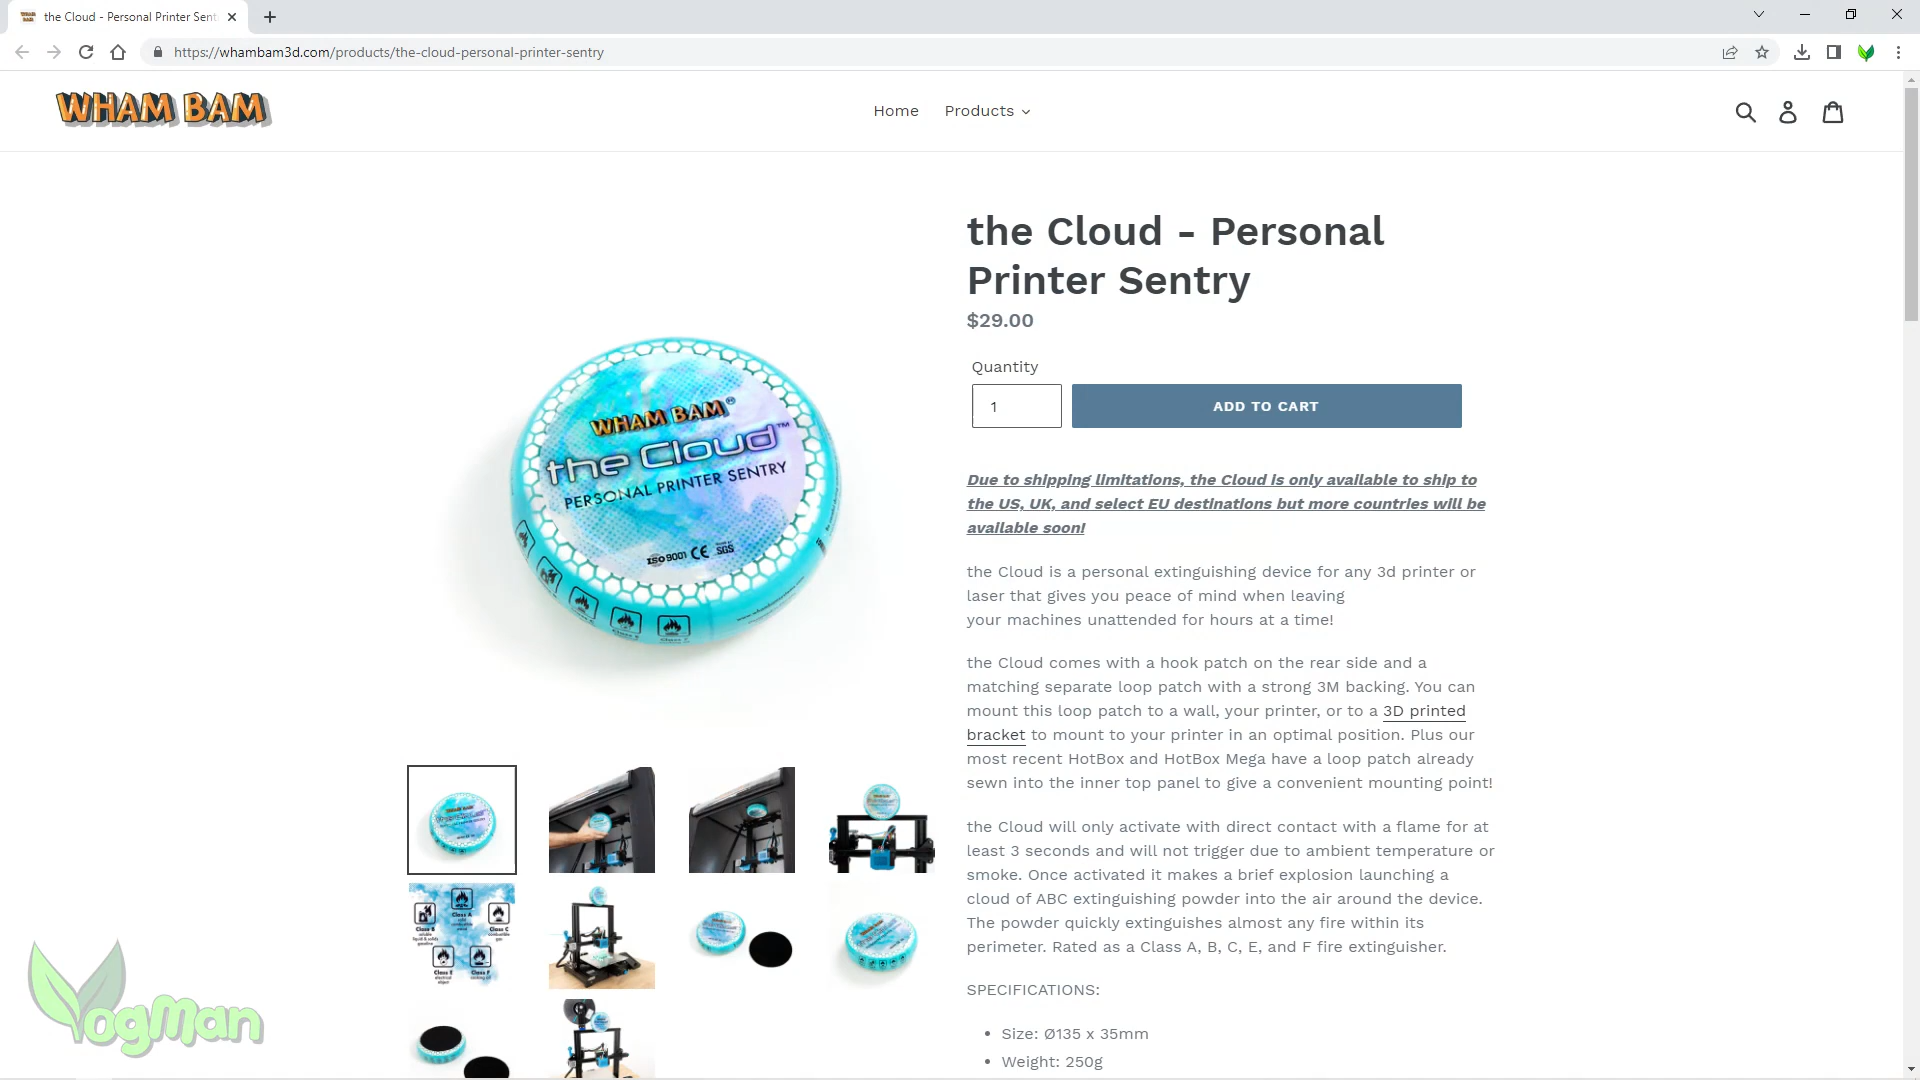 the Cloud - Personal Printer Sent
https://whambam3d.com/products/the-cloud-personal-printer-sentry
WHAM BAM
Home
Products
the Cloud - Personal
Printer Sentry
$29.00
Quantity
1
ADD TO CART
Due to shipping limitations, the Cloud is only available to ship to
the US, UK, and select EU destinations but more countries will be
available soon!
the Cloud is a personal extinguishing device for any 3d printer or
laser that gives you peace of mind when leaving
your machines unattended for hours at a time!
the Cloud comes with a hook patch on the rear side and a
matching separate loop patch with a strong 3M backing. You can
mount this loop patch to a wall, your printer, or to a 3D printed
bracket to mount to your printer in an optimal position. Plus our
most recent HotBox and HotBox Mega have a loop patch already
sewn into the inner top panel to give a convenient mounting point!
the Cloud will only activate with direct contact with a flame for at
least 3 seconds and will not trigger due to ambient temperature or
smoke. Once activated it makes a brief explosion launching a
cloud of ABC extinguishing powder into the air around the device.
The powder quickly extinguishes almost any fire within its
perimeter. Rated as a Class A, B, C, E, and F fire extinguisher.
SPECIFICATIONS:
• Size: Ø135 x 35mm
• Weight: 250g
WHAM BAM®
the Cloud™
PERSONAL PRINTER SENTRY
ISO 9001 CE SGS
Class A
Class B
Class C
Class E
Class F
VogMan